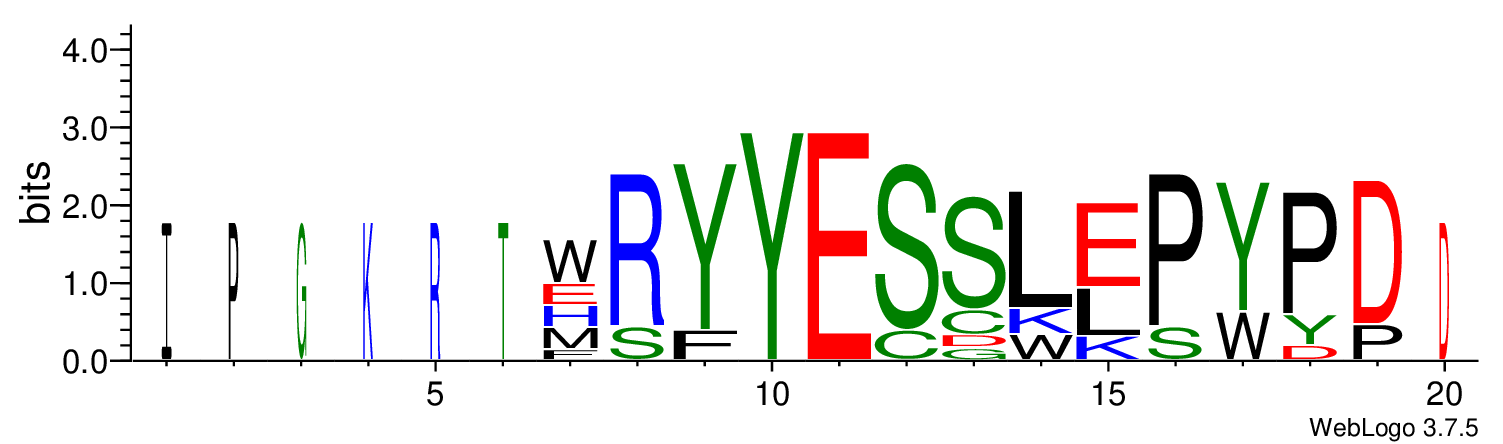 4.0
3.0
2.0
1.0
0.0
bits
I P G K R T W R Y Y E S S L E P Y P D D
E S F C C K L S W Y P
H D W K D
M G
F
5 10 15 20
WebLogo 3.7.5